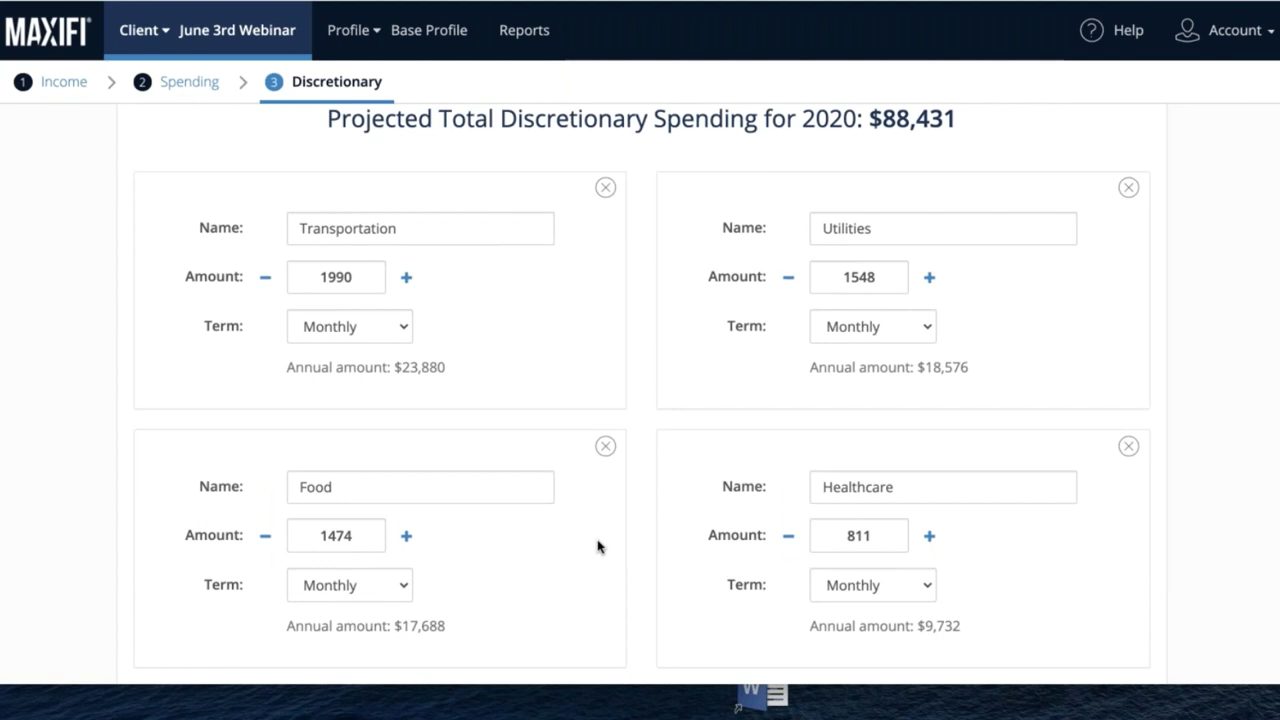 MAXIFI®
Client June 3rd Webinar
Profile Base Profile
Reports
? Help
Account
1 Income
2 Spending
3 Discretionary
Projected Total Discretionary Spending for 2020: $88,431
Name: Transportation
Amount: − 1990 +
Term: Monthly
Annual amount: $23,880
Name: Utilities
Amount: − 1548 +
Term: Monthly
Annual amount: $18,576
Name: Food
Amount: − 1474 +
Term: Monthly
Annual amount: $17,688
Name: Healthcare
Amount: − 811 +
Term: Monthly
Annual amount: $9,732
W